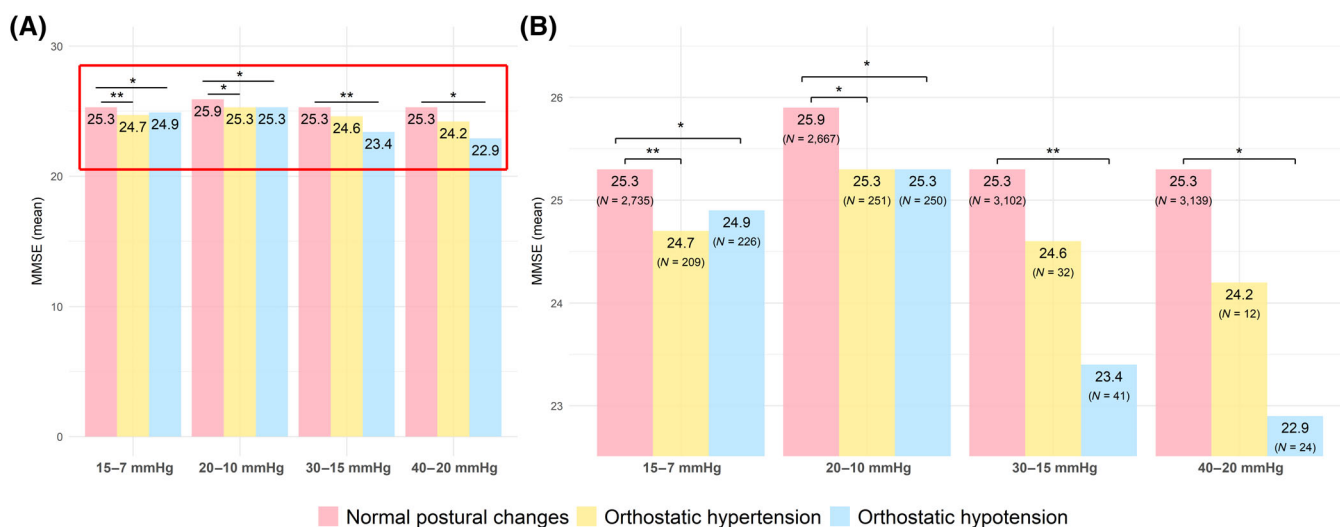 (A)
30
20
10
0
MMSE (mean)
* *
** * ** *
25.3 24.7 24.9 25.9 25.3 25.3 25.3 24.6 23.4 25.3 24.2 22.9
15–7 mmHg 20–10 mmHg 30–15 mmHg 40–20 mmHg
(B)
26
25
24
23
MMSE (mean)
* *
** * ** *
25.3
(N = 2,735)
24.7
(N = 209)
24.9
(N = 226)
25.9
(N = 2,667)
25.3
(N = 251)
25.3
(N = 250)
25.3
(N = 3,102)
24.6
(N = 32)
23.4
(N = 41)
25.3
(N = 3,139)
24.2
(N = 12)
22.9
(N = 24)
15–7 mmHg 20–10 mmHg 30–15 mmHg 40–20 mmHg
Normal postural changes Orthostatic hypertension Orthostatic hypotension